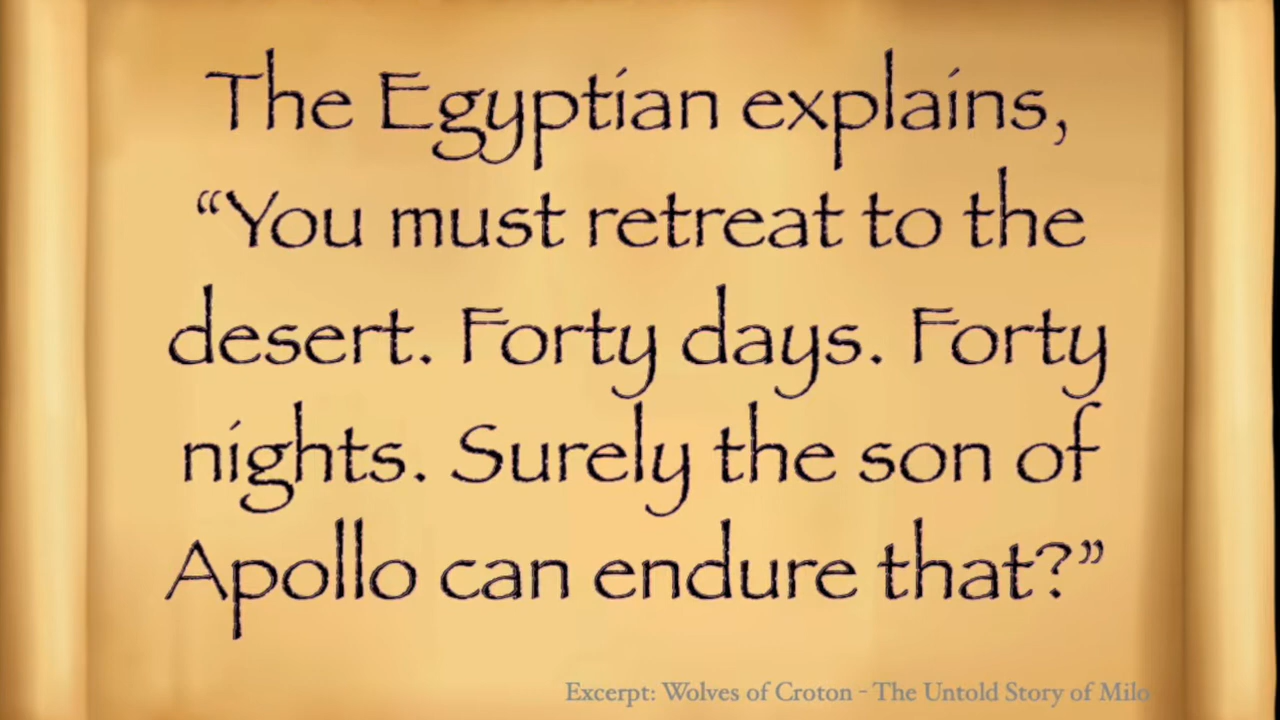 The Egyptian explains,
“You must retreat to the
desert. Forty days. Forty
nights. Surely the son of
Apollo can endure that?”
Excerpt: Wolves of Croton - The Untold Story of Milo